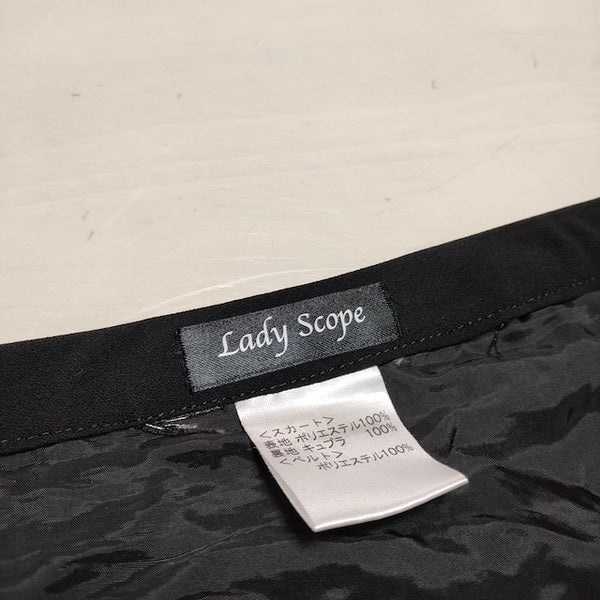 Lady Scope
<スカート>
表地 ポリエステル100%
裏地 キュプラ 100%
<ベルト>
ポリエステル100%